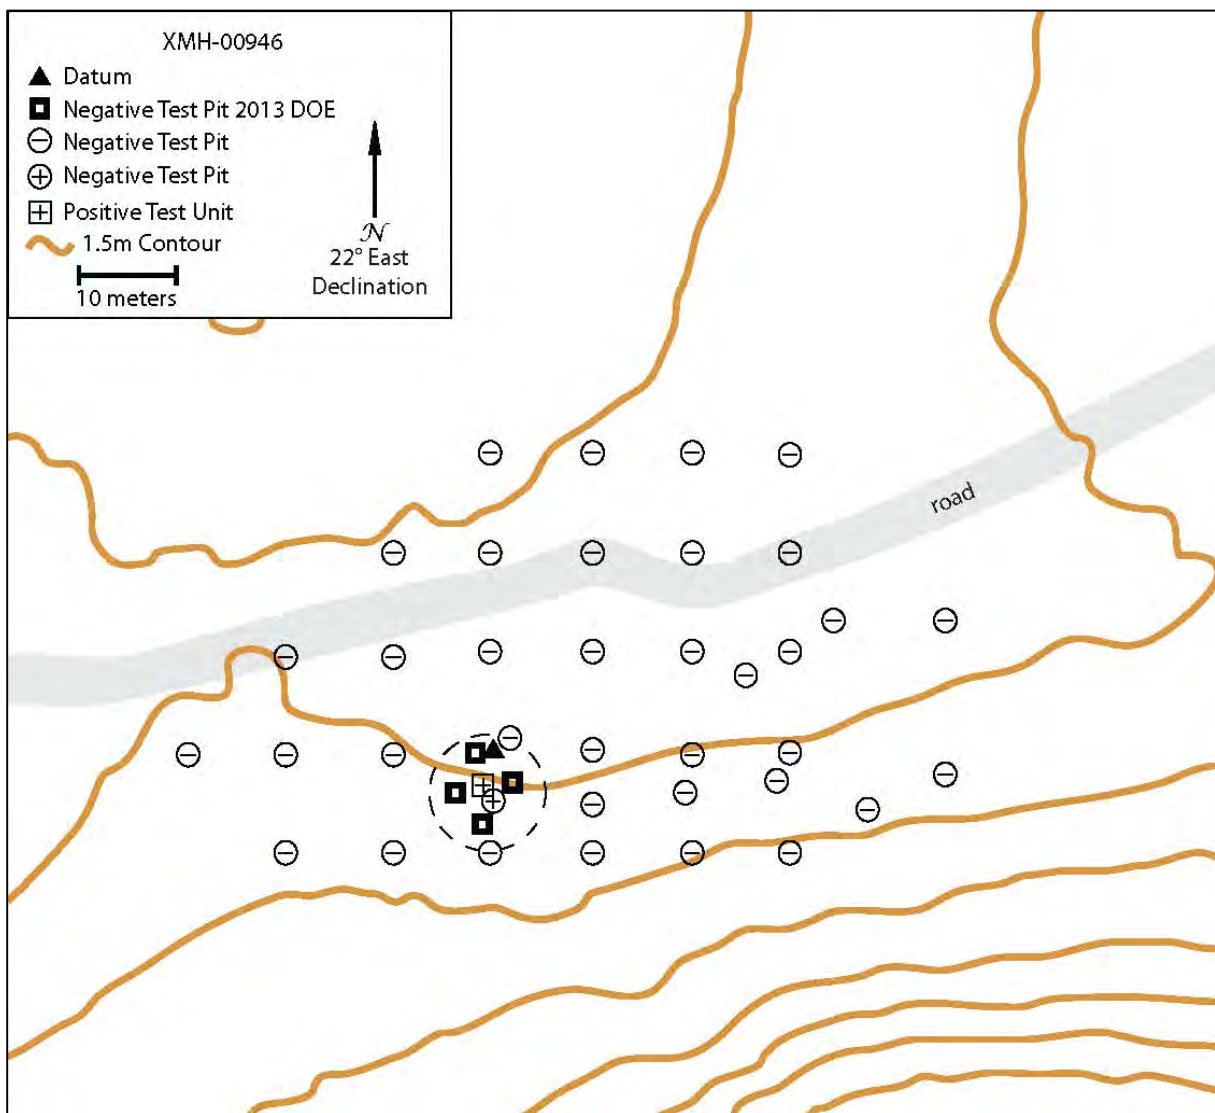 XMH-00946
Datum
Negative Test Pit 2013 DOE
Negative Test Pit
Negative Test Pit
Positive Test Unit
1.5m Contour
10 meters
N
22° East
Declination
road